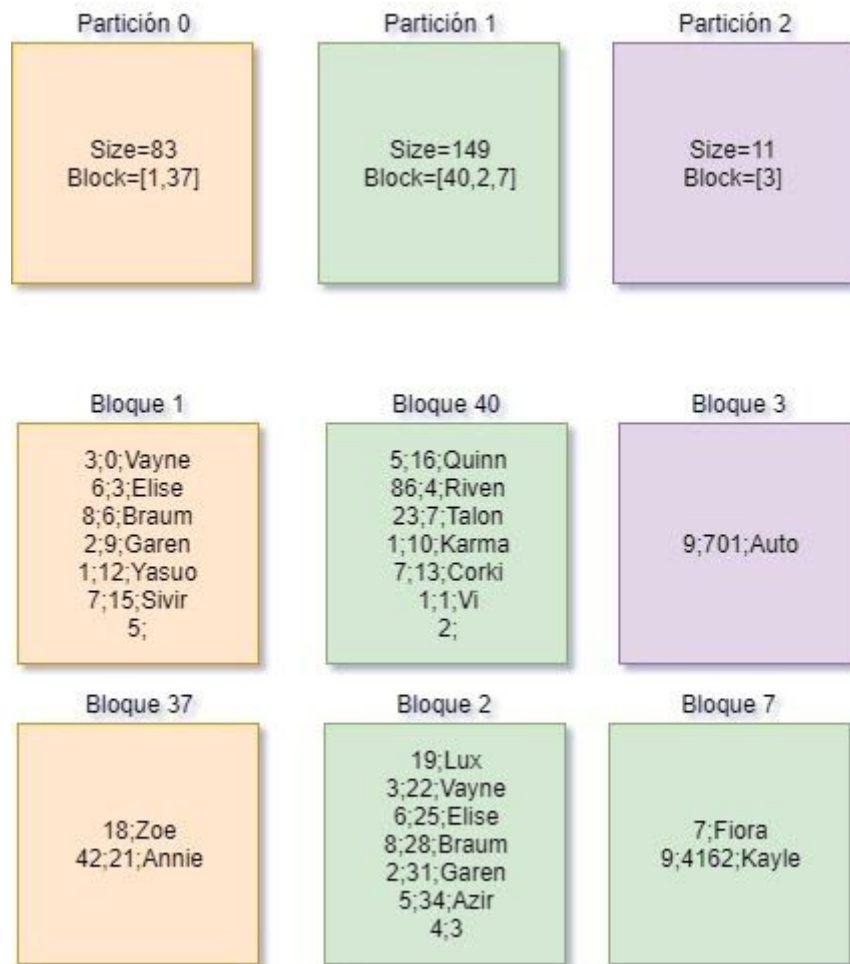 Partición 0
Partición 1
Partición 2
Size=83
Block=[1,37]
Size=149
Block=[40,2,7]
Size=11
Block=[3]
Bloque 1
Bloque 40
Bloque 3
3;0;Vayne
6;3;Elise
8;6;Braum
2;9;Garen
1;12;Yasuo
7;15;Sivir
5;
5;16;Quinn
86;4;Riven
23;7;Talon
1;10;Karma
7;13;Corki
1;1;Vi
2;
9;701;Auto
Bloque 37
Bloque 2
Bloque 7
18;Zoe
42;21;Annie
19;Lux
3;22;Vayne
6;25;Elise
8;28;Braum
2;31;Garen
5;34;Azir
4;3
7;Fiora
9;4162;Kayle